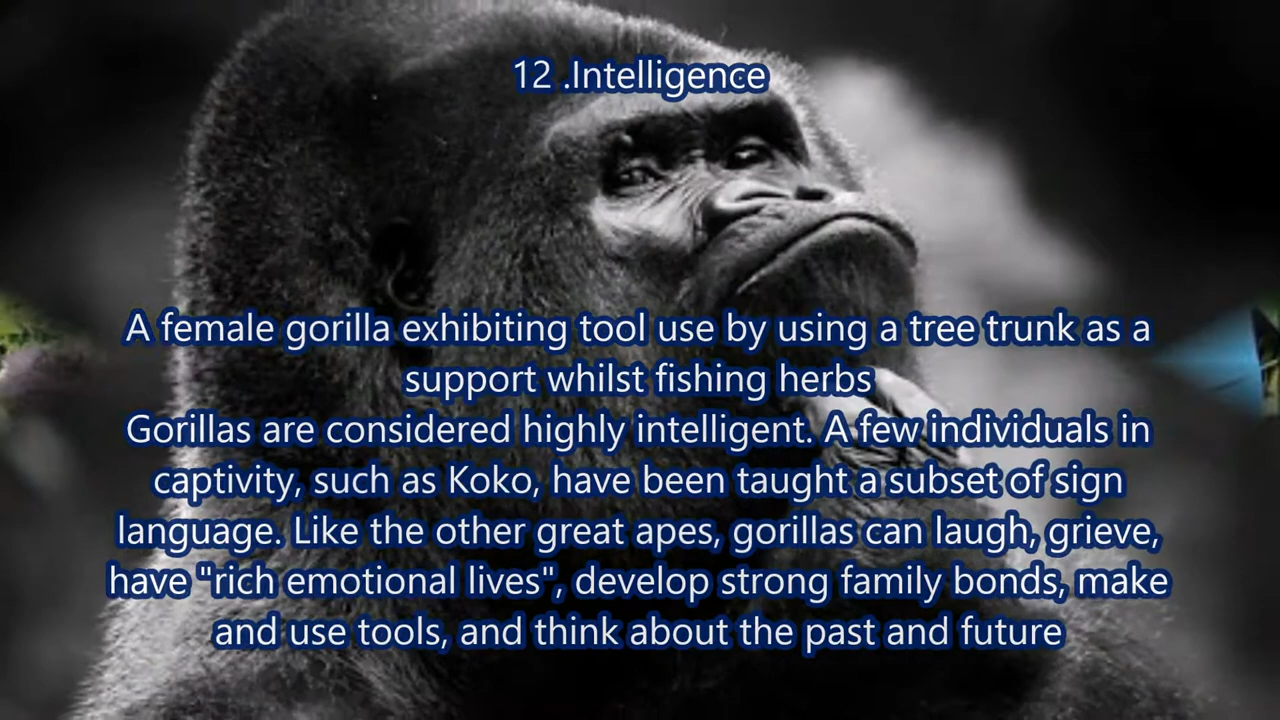 12 .Intelligence
A female gorilla exhibiting tool use by using a tree trunk as a
support whilst fishing herbs
Gorillas are considered highly intelligent. A few individuals in
captivity, such as Koko, have been taught a subset of sign
language. Like the other great apes, gorillas can laugh, grieve,
have "rich emotional lives", develop strong family bonds, make
and use tools, and think about the past and future